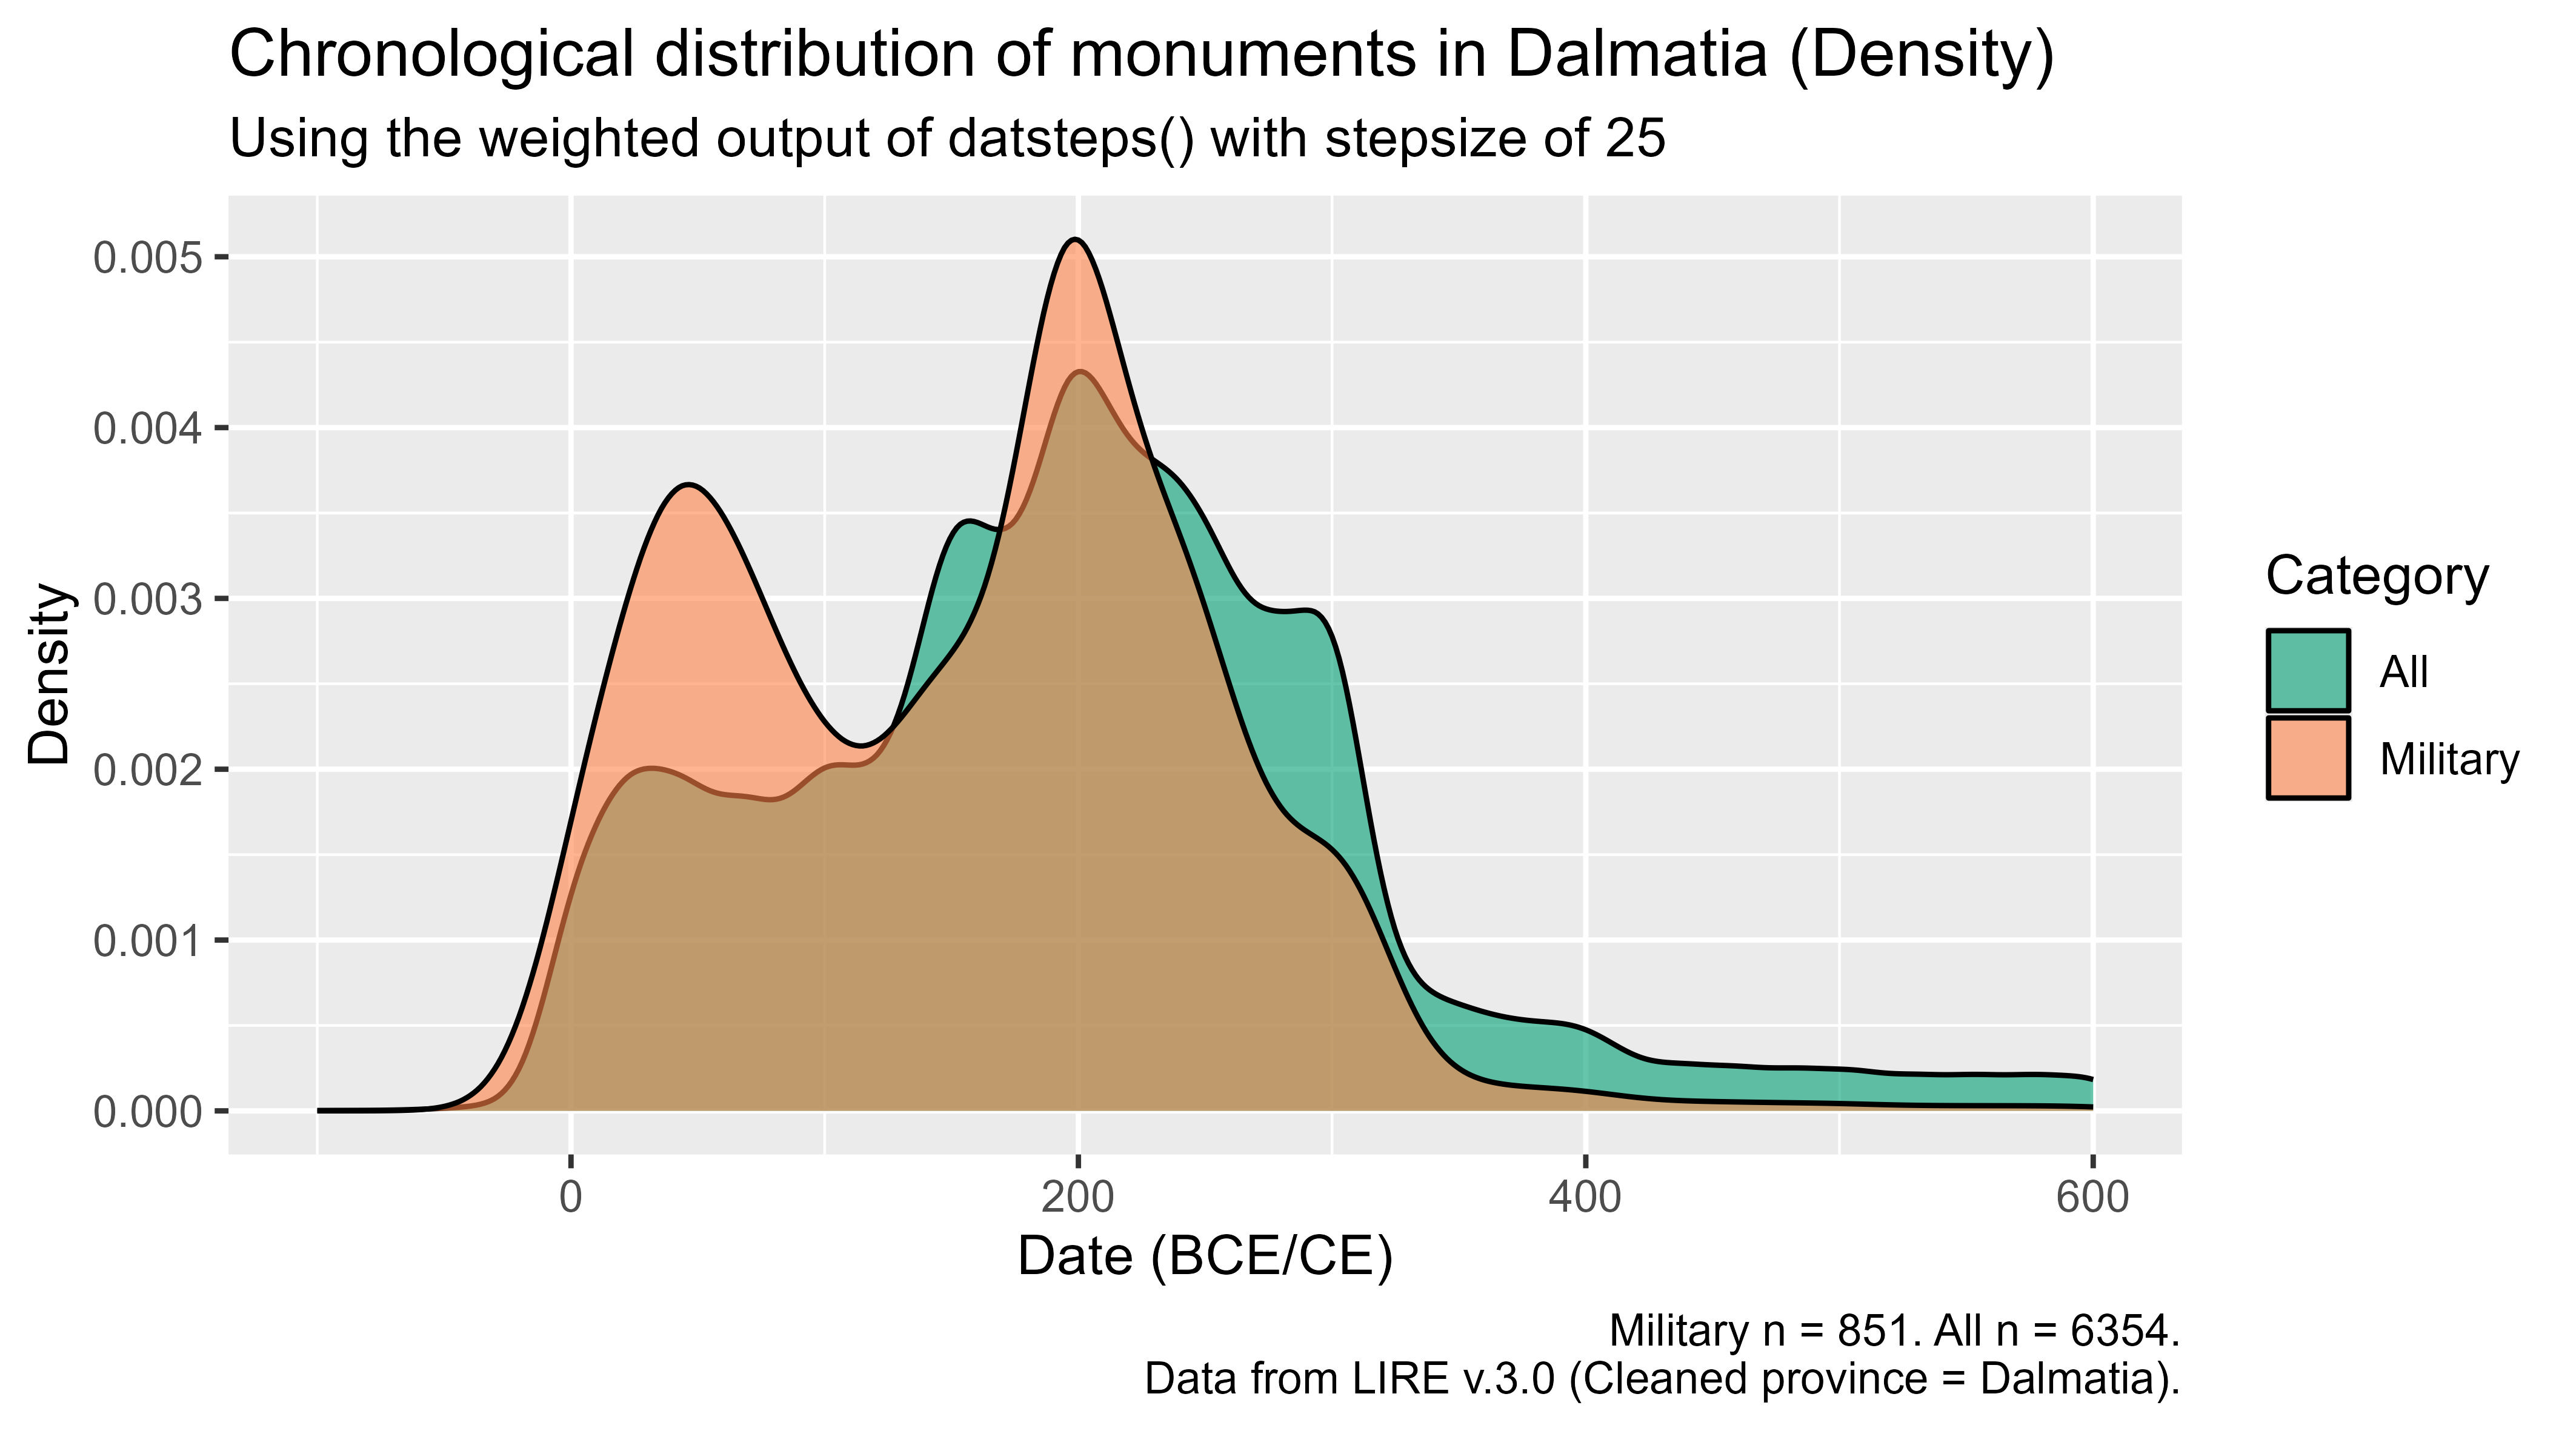 Chronological distribution of monuments in Dalmatia (Density)
Using the weighted output of datsteps() with stepsize of 25
Density
0.005
0.004
0.003
0.002
0.001
0.000
0 200 400 600
Date (BCE/CE)
Category
All
Military
Military n = 851. All n = 6354.
Data from LIRE v.3.0 (Cleaned province = Dalmatia).